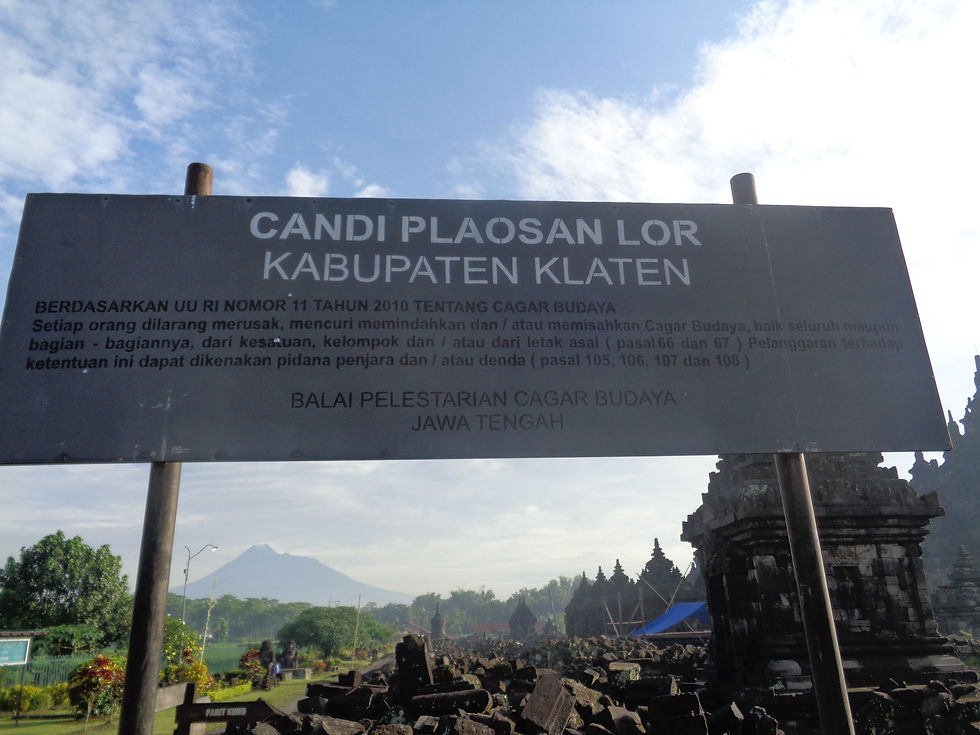 CANDI PLAOSAN LOR
KABUPATEN KLATEN
BERDASARKAN UU RI NOMOR 11 TAHUN 2010 TENTANG CAGAR BUDAYA
Setiap orang dilarang merusak, mencuri memindahkan dan / atau memisahkan Cagar Budaya, baik seluruh maupun
bagian - bagiannya, dari kesatuan, kelompok dan / atau dari letak asal ( pasal 66 dan 67 ) Pelanggaran terhadap
ketentuan ini dapat dikenakan pidana penjara dan / atau denda ( pasal 105, 106, 107 dan 108 )
BALAI PELESTARIAN CAGAR BUDAYA
JAWA TENGAH
PARIT KUNO